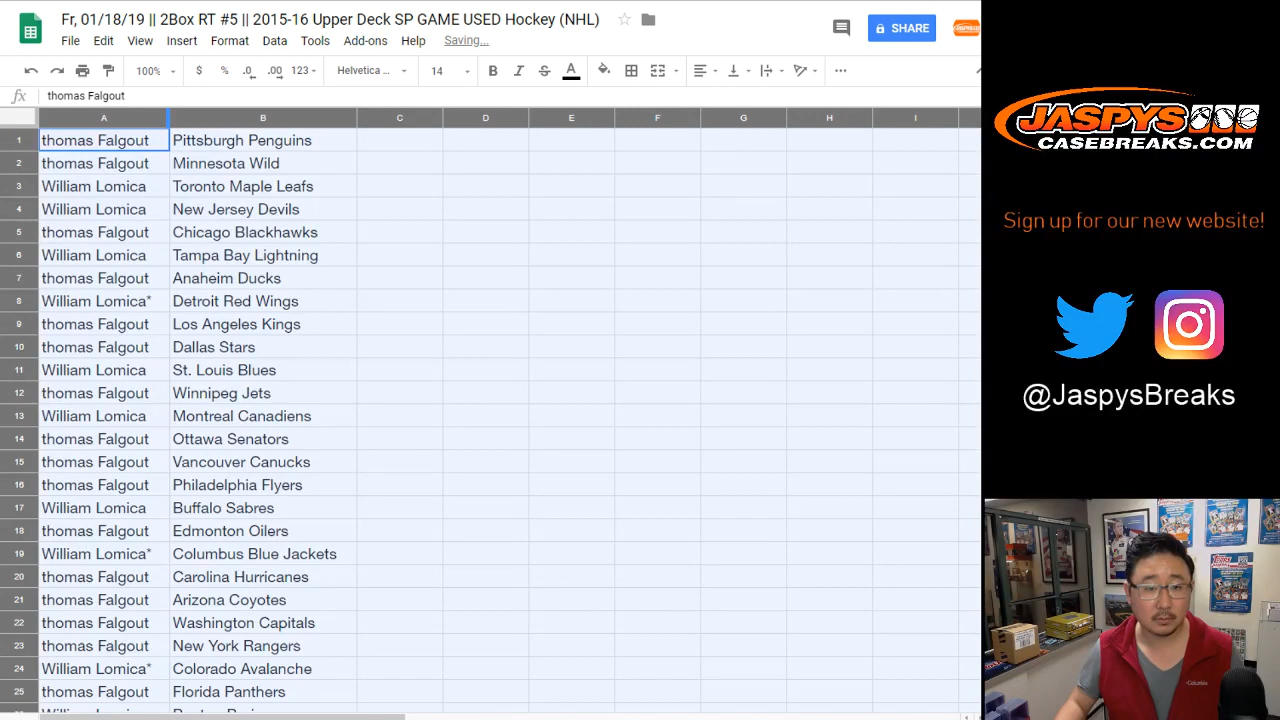 Fr, 01/18/19 || 2Box RT #5 || 2015-16 Upper Deck SP GAME USED Hockey (NHL)
File Edit View Insert Format Data Tools Add-ons Help Saving...
SHARE
100% $ % .0 .00 123 Helvetica ... 14 B I S A
fx thomas Falgout
A B C D E F G H I
1 thomas Falgout Pittsburgh Penguins
2 thomas Falgout Minnesota Wild
3 William Lomica Toronto Maple Leafs
4 William Lomica New Jersey Devils
5 thomas Falgout Chicago Blackhawks
6 William Lomica Tampa Bay Lightning
7 thomas Falgout Anaheim Ducks
8 William Lomica* Detroit Red Wings
9 thomas Falgout Los Angeles Kings
10 thomas Falgout Dallas Stars
11 William Lomica St. Louis Blues
12 thomas Falgout Winnipeg Jets
13 William Lomica Montreal Canadiens
14 thomas Falgout Ottawa Senators
15 thomas Falgout Vancouver Canucks
16 thomas Falgout Philadelphia Flyers
17 William Lomica Buffalo Sabres
18 thomas Falgout Edmonton Oilers
19 William Lomica* Columbus Blue Jackets
20 thomas Falgout Carolina Hurricanes
21 thomas Falgout Arizona Coyotes
22 thomas Falgout Washington Capitals
23 thomas Falgout New York Rangers
24 William Lomica* Colorado Avalanche
25 thomas Falgout Florida Panthers
JASPYS
CASEBREAKS.COM
Sign up for our new website!
@JaspysBreaks
Columbia